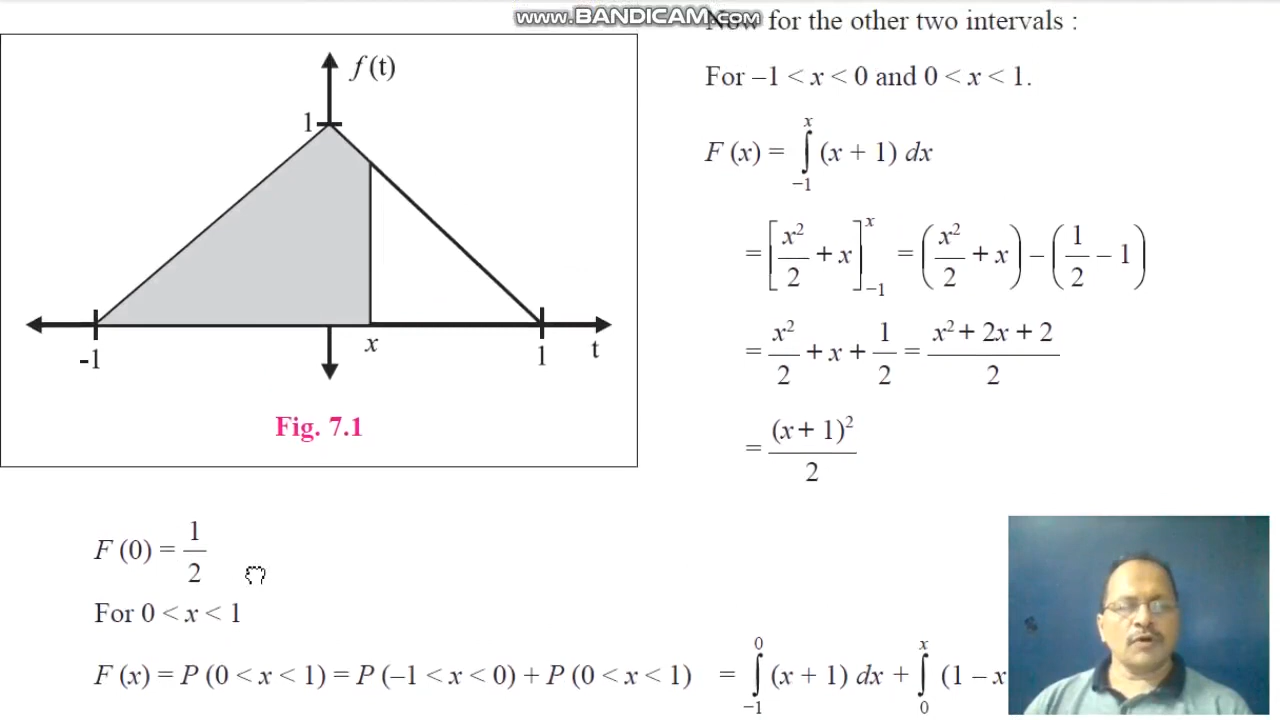 www.BANDICAM.com
f (t)
1
-1
x
1
t
Fig. 7.1
Now for the other two intervals :
For –1 < x < 0 and 0 < x < 1.
F (x) = ∫_{–1}^{x} (x + 1) dx
= [x²/2 + x]_{–1}^{x} = (x²/2 + x) – (1/2 – 1)
= x²/2 + x + 1/2 = (x² + 2x + 2)/2
= (x + 1)²/2
F (0) = 1/2
For 0 < x < 1
F (x) = P (0 < x < 1) = P (–1 < x < 0) + P (0 < x < 1) = ∫_{–1}^{0} (x + 1) dx + ∫_{0}^{x} (1 – x